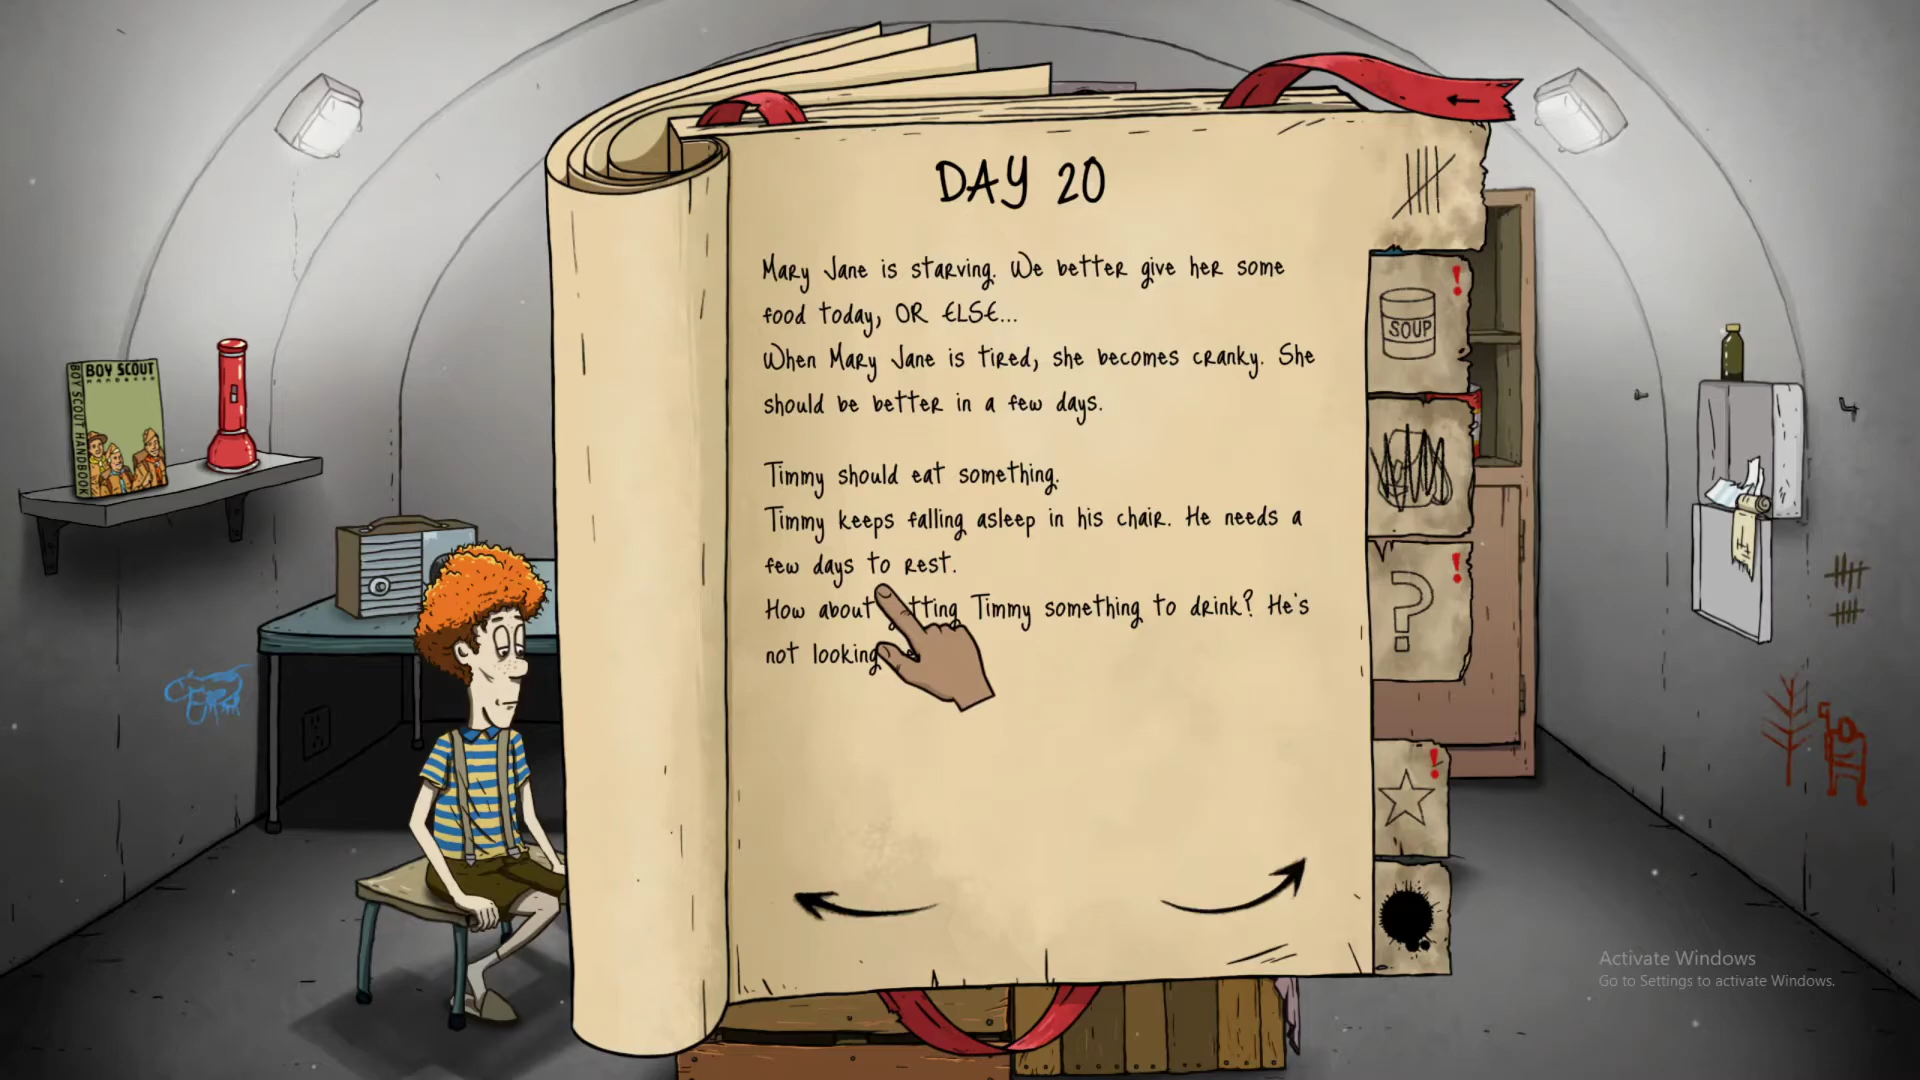 DAY 20
Mary Jane is starving. We better give her some
food today, OR ELSE...
When Mary Jane is tired, she becomes cranky. She
should be better in a few days.
Timmy should eat something.
Timmy keeps falling asleep in his chair. He needs a
few days to rest.
How about Timmy something to drink? He's
not looking
SOUP
BOY SCOUT
HANDBOOK
BOY SCOUT HANDBOOK
Activate Windows
Go to Settings to activate Windows.